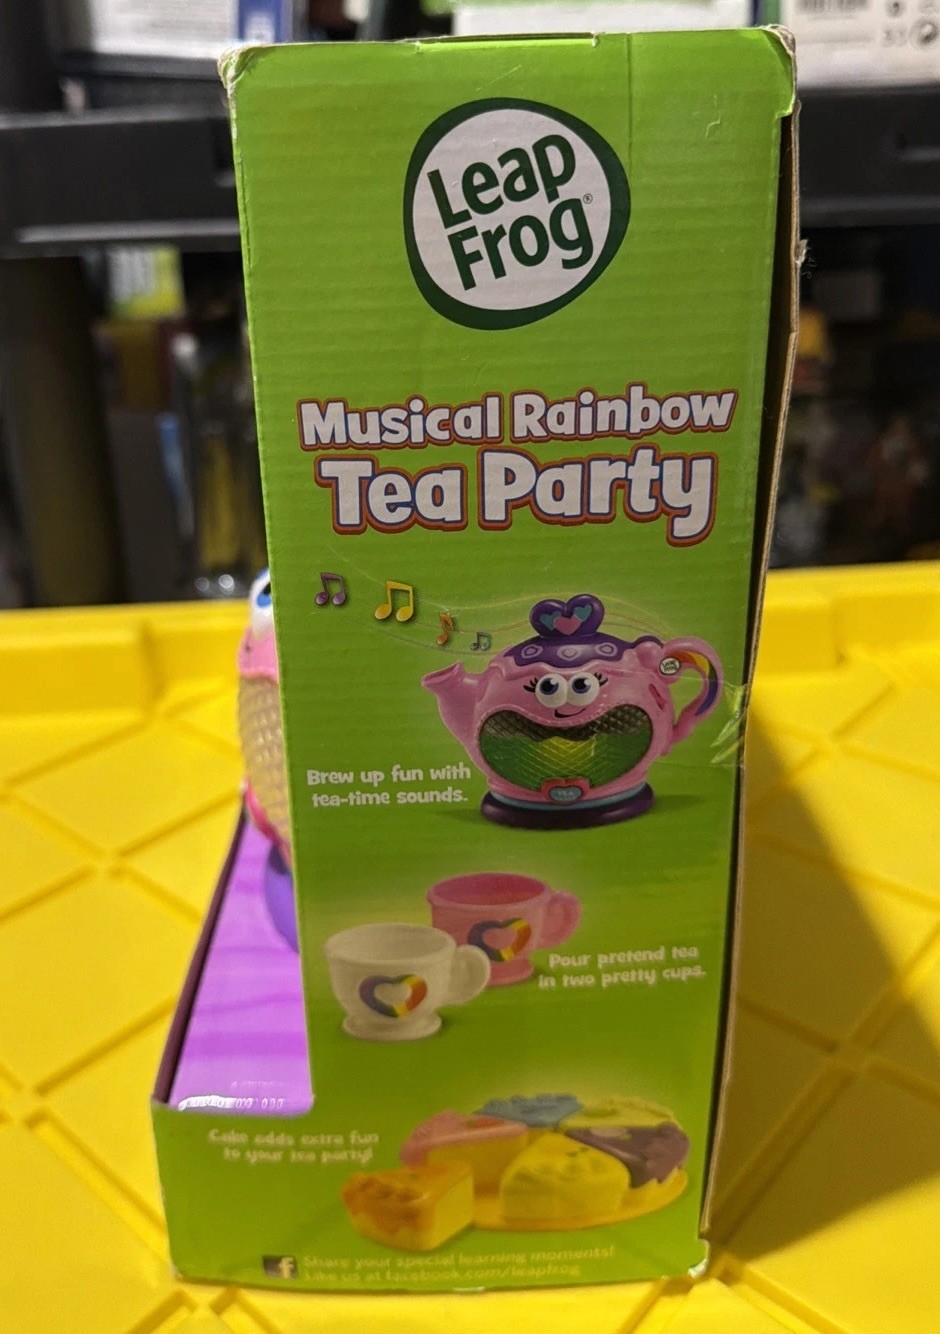 Leap
Frog®
Musical Rainbow
Tea Party
Brew up fun with
tea-time sounds.
Pour pretend tea
in two pretty cups.
Cake adds extra fun
to your tea party!
f Share your special learning moments!
Like us at facebook.com/leapfrog